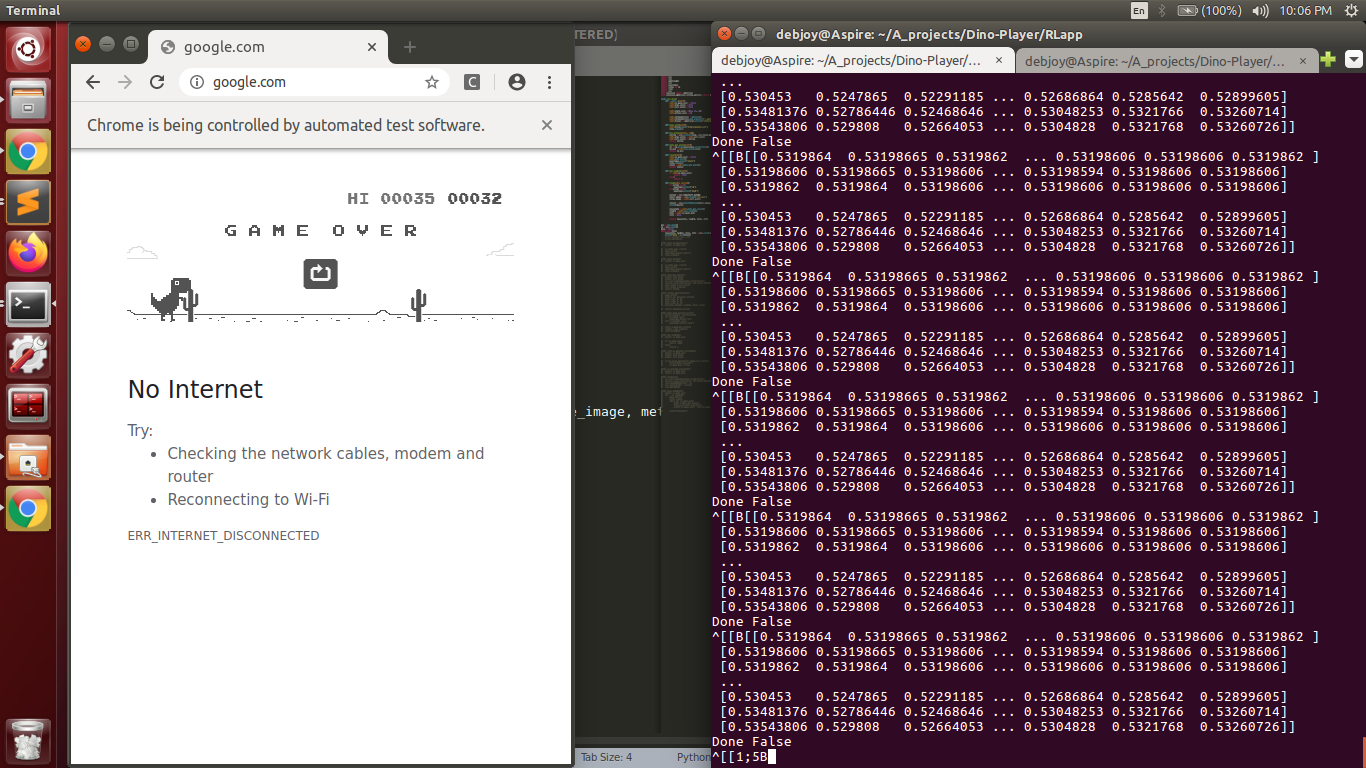 Terminal
En
(100%)
10:06 PM
google.com
google.com
C
Chrome is being controlled by automated test software.
HI 00035 00032
GAME OVER
No Internet
Try:
• Checking the network cables, modem and
router
• Reconnecting to Wi-Fi
ERR_INTERNET_DISCONNECTED
TERED)
e_image, met
Tab Size: 4
Python
debjoy@Aspire: ~/A_projects/Dino-Player/RLapp
debjoy@Aspire: ~/A_projects/Dino-Player/...
debjoy@Aspire: ~/A_projects/Dino-Player/...
...
[0.530453   0.5247865  0.52291185 ... 0.52686864 0.5285642  0.52899605]
[0.53481376 0.52786446 0.52468646 ... 0.53048253 0.5321766  0.53260714]
[0.53543806 0.529808   0.52664053 ... 0.5304828  0.5321768  0.53260726]]
Done False
^[[B[[0.5319864  0.53198665 0.5319862  ... 0.53198606 0.53198606 0.5319862 ]
[0.53198606 0.53198665 0.53198606 ... 0.53198594 0.53198606 0.53198606]
[0.5319862  0.5319864  0.53198606 ... 0.53198606 0.53198606 0.53198606]
...
[0.530453   0.5247865  0.52291185 ... 0.52686864 0.5285642  0.52899605]
[0.53481376 0.52786446 0.52468646 ... 0.53048253 0.5321766  0.53260714]
[0.53543806 0.529808   0.52664053 ... 0.5304828  0.5321768  0.53260726]]
Done False
^[[B[[0.5319864  0.53198665 0.5319862  ... 0.53198606 0.53198606 0.5319862 ]
[0.53198606 0.53198665 0.53198606 ... 0.53198594 0.53198606 0.53198606]
[0.5319862  0.5319864  0.53198606 ... 0.53198606 0.53198606 0.53198606]
...
[0.530453   0.5247865  0.52291185 ... 0.52686864 0.5285642  0.52899605]
[0.53481376 0.52786446 0.52468646 ... 0.53048253 0.5321766  0.53260714]
[0.53543806 0.529808   0.52664053 ... 0.5304828  0.5321768  0.53260726]]
Done False
^[[B[[0.5319864  0.53198665 0.5319862  ... 0.53198606 0.53198606 0.5319862 ]
[0.53198606 0.53198665 0.53198606 ... 0.53198594 0.53198606 0.53198606]
[0.5319862  0.5319864  0.53198606 ... 0.53198606 0.53198606 0.53198606]
...
[0.530453   0.5247865  0.52291185 ... 0.52686864 0.5285642  0.52899605]
[0.53481376 0.52786446 0.52468646 ... 0.53048253 0.5321766  0.53260714]
[0.53543806 0.529808   0.52664053 ... 0.5304828  0.5321768  0.53260726]]
Done False
^[[B[[0.5319864  0.53198665 0.5319862  ... 0.53198606 0.53198606 0.5319862 ]
[0.53198606 0.53198665 0.53198606 ... 0.53198594 0.53198606 0.53198606]
[0.5319862  0.5319864  0.53198606 ... 0.53198606 0.53198606 0.53198606]
...
[0.530453   0.5247865  0.52291185 ... 0.52686864 0.5285642  0.52899605]
[0.53481376 0.52786446 0.52468646 ... 0.53048253 0.5321766  0.53260714]
[0.53543806 0.529808   0.52664053 ... 0.5304828  0.5321768  0.53260726]]
Done False
^[[B[[0.5319864  0.53198665 0.5319862  ... 0.53198606 0.53198606 0.5319862 ]
[0.53198606 0.53198665 0.53198606 ... 0.53198594 0.53198606 0.53198606]
[0.5319862  0.5319864  0.53198606 ... 0.53198606 0.53198606 0.53198606]
...
[0.530453   0.5247865  0.52291185 ... 0.52686864 0.5285642  0.52899605]
[0.53481376 0.52786446 0.52468646 ... 0.53048253 0.5321766  0.53260714]
[0.53543806 0.529808   0.52664053 ... 0.5304828  0.5321768  0.53260726]]
Done False
^[[1;5B